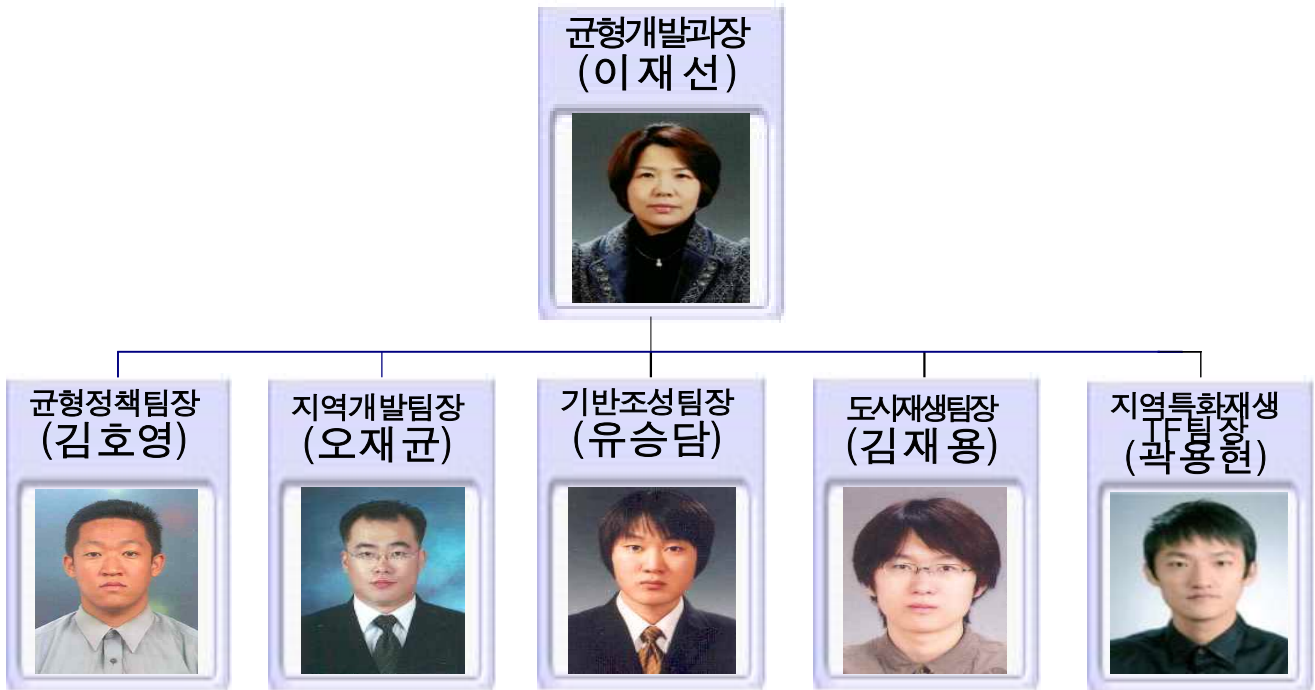 균형개발과장
(이재선)
균형정책팀장
(김호영)
지역개발팀장
(오재균)
기반조성팀장
(유승담)
도시재생팀장
(김재용)
지역특화재생
TF팀장
(곽용현)